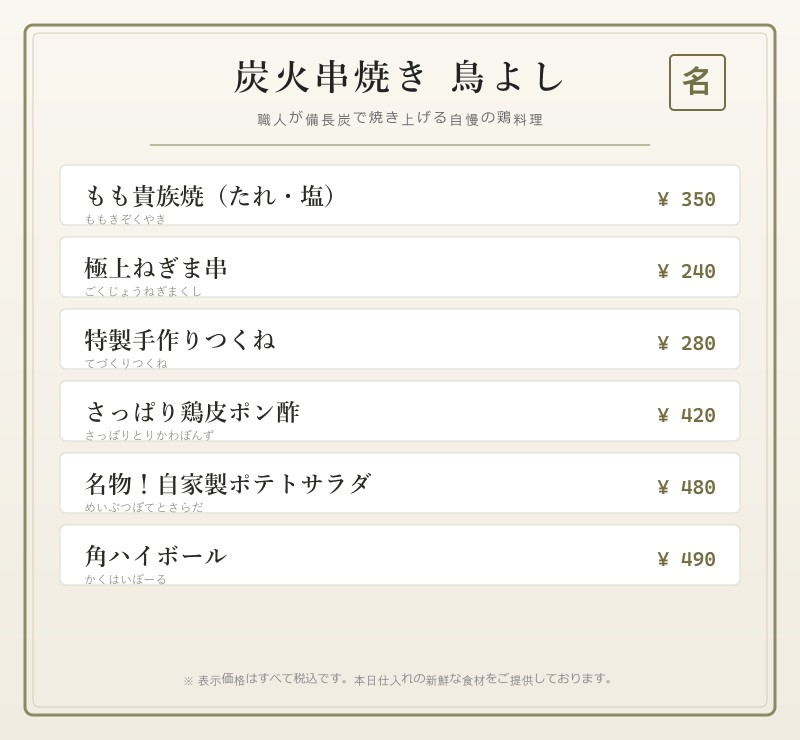 炭火串焼き 鳥よし
名
職人が備長炭で焼き上げる自慢の鶏料理
もも貴族焼（たれ・塩）
¥ 350
ももきぞくやき
極上ねぎま串
¥ 240
ごくじょうねぎまくし
特製手作りつくね
¥ 280
てづくりつくね
さっぱり鶏皮ポン酢
¥ 420
さっぱりとりかわぽんず
名物！自家製ポテトサラダ
¥ 480
めいぶつぽてとさらだ
角ハイボール
¥ 490
かくはいぼーる
※ 表示価格はすべて税込です。本日仕入れの新鮮な食材をご提供しております。